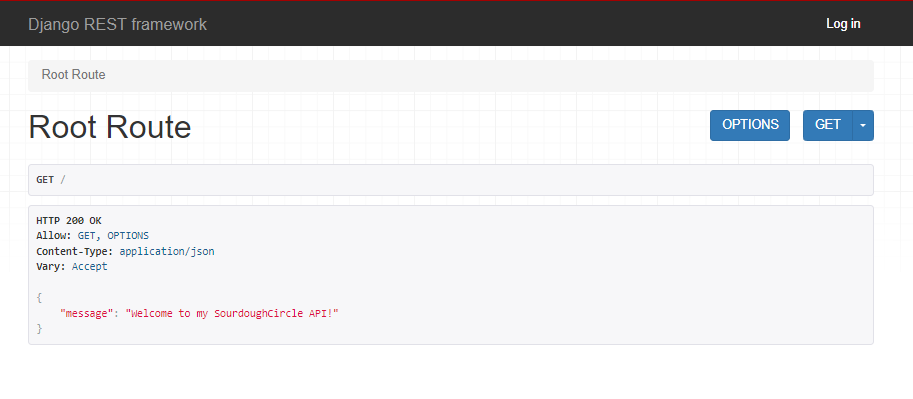 Django REST framework
Log in
Root Route
Root Route
OPTIONS
GET
GET /
HTTP 200 OK
Allow: GET, OPTIONS
Content-Type: application/json
Vary: Accept
{
    "message": "Welcome to my SourdoughCircle API!"
}